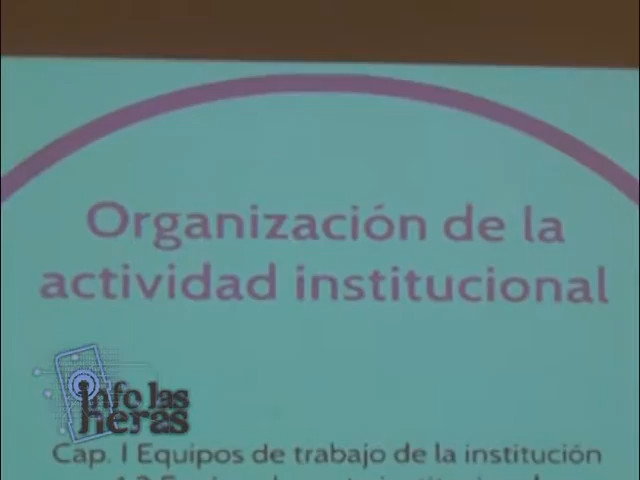 Organización de la
actividad institucional
info las
heras
Cap. I Equipos de trabajo de la institución